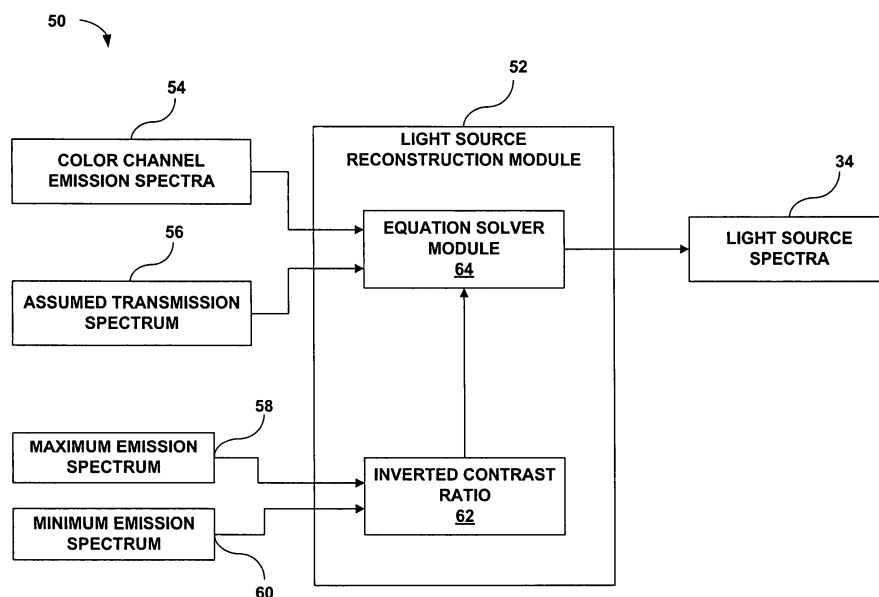 50
54
52
COLOR CHANNEL
EMISSION SPECTRA
LIGHT SOURCE
RECONSTRUCTION MODULE
34
EQUATION SOLVER
MODULE
64
LIGHT SOURCE
SPECTRA
56
ASSUMED TRANSMISSION
SPECTRUM
58
MAXIMUM EMISSION
SPECTRUM
INVERTED CONTRAST
RATIO
62
MINIMUM EMISSION
SPECTRUM
60